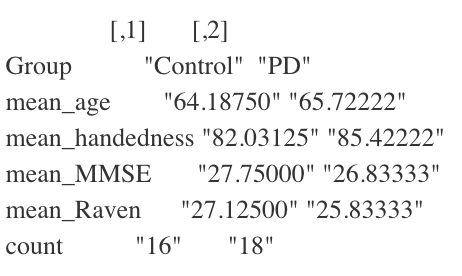 [,1] [,2]
Group "Control" "PD"
mean_age "64.18750" "65.72222"
mean_handedness "82.03125" "85.42222"
mean_MMSE "27.75000" "26.83333"
mean_Raven "27.12500" "25.83333"
count "16" "18"